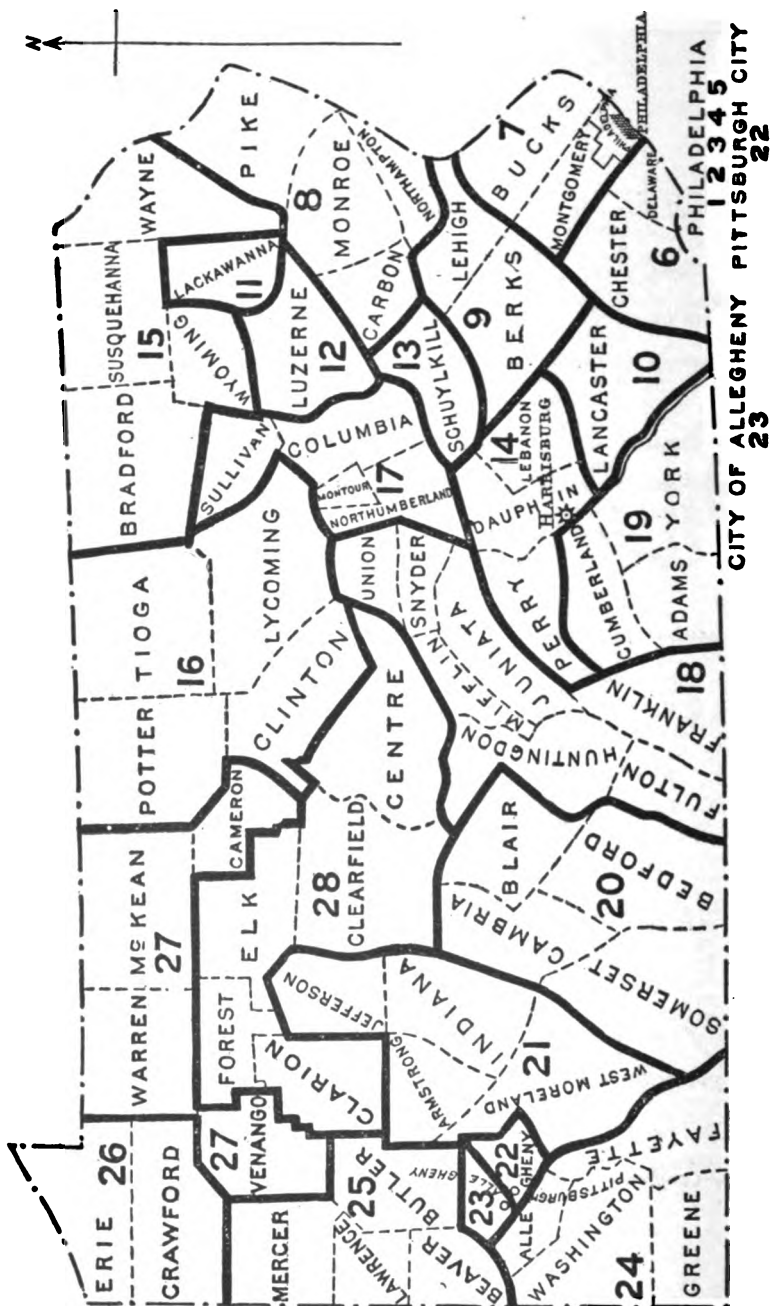 N
ERIE
26
CRAWFORD
WARREN
MC KEAN
27
POTTER
TIOGA
16
BRADFORD
SUSQUEHANNA
15
WAYNE
WYOMING
LACKAWANNA
11
PIKE
MERCER
27
VENANGO
FOREST
ELK
CAMERON
CLINTON
LYCOMING
SULLIVAN
LUZERNE
12
8
MONROE
CLARION
JEFFERSON
28
CLEARFIELD
CENTRE
UNION
SNYDER
MONTOUR
COLUMBIA
17
NORTHUMBERLAND
CARBON
NORTHAMPTON
13
SCHUYLKILL
LEHIGH
LAWRENCE
BUTLER
25
BEAVER
ARMSTRONG
INDIANA
21
WEST MORELAND
CAMBRIA
BLAIR
HUNTINGDON
MIFFLIN
JUNIATA
PERRY
DAUPHIN
14
LEBANON
HARRISBURG
9
BERKS
BUCKS
7
MONTGOMERY
23
ALLEGHENY
22
ALLEGHENY
PITTSBURGH
WASHINGTON
24
GREENE
FAYETTE
SOMERSET
20
BEDFORD
FULTON
FRANKLIN
18
CUMBERLAND
ADAMS
19
YORK
LANCASTER
10
CHESTER
6
DELAWARE
PHILADELPHIA
PHILADELPHIA
PHILADELPHIA
1 2 3 4 5
CITY OF ALLEGHENY
23
PITTSBURGH CITY
22